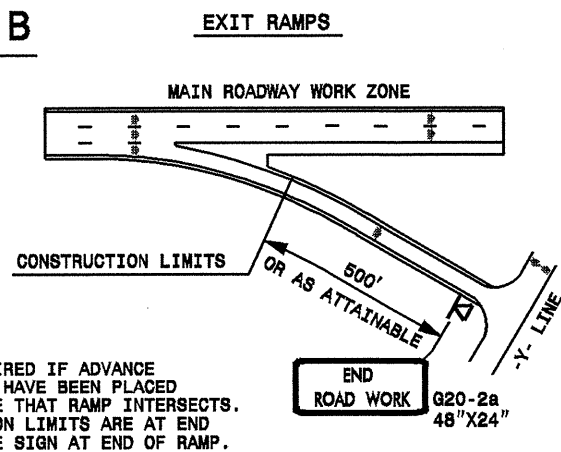 B
EXIT RAMPS
MAIN ROADWAY WORK ZONE
CONSTRUCTION LIMITS
500'
OR AS ATTAINABLE
-Y- LINE
END
ROAD WORK
G20-2a
48"X24"
IRED IF ADVANCE
HAVE BEEN PLACED
E THAT RAMP INTERSECTS.
ON LIMITS ARE AT END
E SIGN AT END OF RAMP.